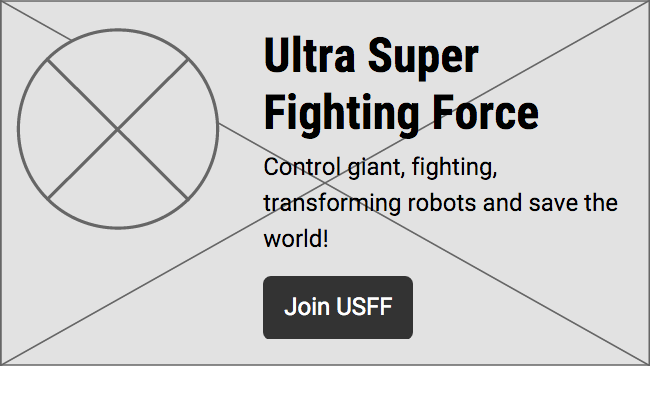 Ultra Super
Fighting Force
Control giant, fighting,
transforming robots and save the
world!
Join USFF